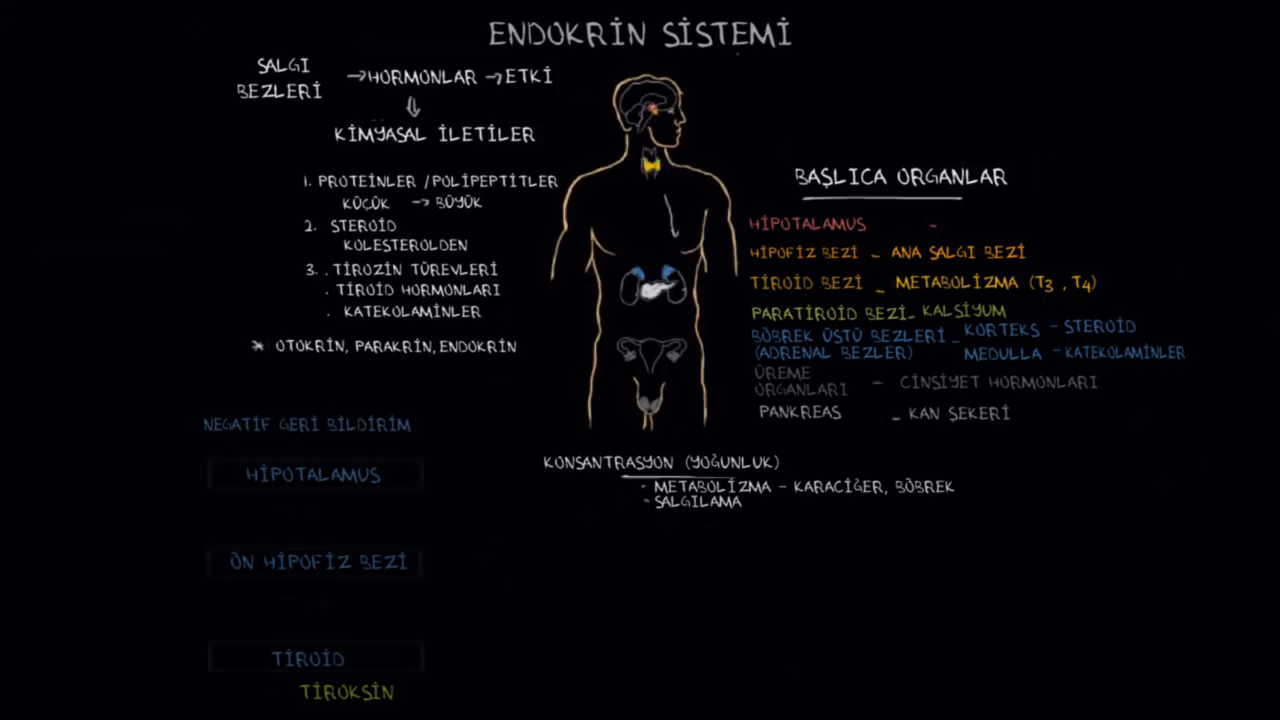 ENDOKRİN SİSTEMİ
SALGI
BEZLERİ
→HORMONLAR →ETKİ
⇓
KİMYASAL İLETİLER
1. PROTEİNLER /POLİPEPTİTLER
KÜÇÜK → BÜYÜK
2. STEROİD
KOLESTEROLDEN
3. . TİROZİN TÜREVLERİ
. TİROİD HORMONLARI
. KATEKOLAMİNLER
* OTOKRİN, PARAKRİN, ENDOKRİN
BAŞLICA ORGANLAR
HİPOTALAMUS -
HİPOFİZ BEZİ - ANA SALGI BEZİ
TİROİD BEZİ - METABOLİZMA (T3 , T4)
PARATİROİD BEZİ- KALSİYUM
BÖBREK ÜSTÜ BEZLERİ - KORTEKS - STEROİD
(ADRENAL BEZLER) MEDULLA - KATEKOLAMİNLER
ÜREME
ORGANLARI - CİNSİYET HORMONLARI
PANKREAS - KAN ŞEKERİ
NEGATİF GERİ BİLDİRİM
HİPOTALAMUS
ÖN HİPOFİZ BEZİ
TİROİD
TİROKSİN
KONSANTRASYON (YOĞUNLUK)
- METABOLİZMA - KARACİĞER, BÖBREK
- SALGILAMA